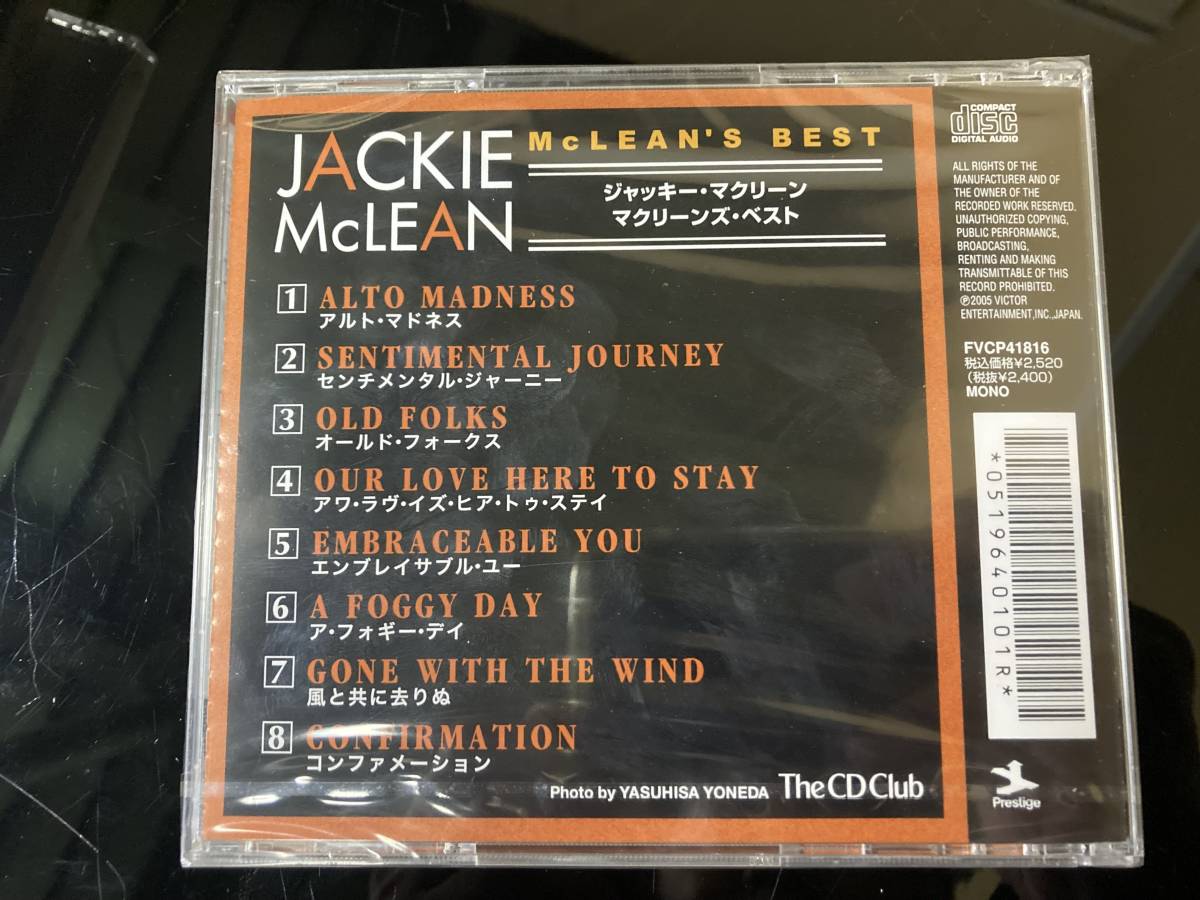 JACKIE
McLEAN
McLEAN'S BEST
ジャッキー・マクリーン
マクリーンズ・ベスト
1 ALTO MADNESS
アルト・マドネス
2 SENTIMENTAL JOURNEY
センチメンタル・ジャーニー
3 OLD FOLKS
オールド・フォークス
4 OUR LOVE HERE TO STAY
アワ・ラヴ・イズ・ヒア・トゥ・ステイ
5 EMBRACEABLE YOU
エンブレイサブル・ユー
6 A FOGGY DAY
ア・フォギー・デイ
7 GONE WITH THE WIND
風と共に去りぬ
8 CONFIRMATION
コンファメーション
Photo by YASUHISA YONEDA The CD Club
COMPACT
disc
DIGITAL AUDIO
ALL RIGHTS OF THE
MANUFACTURER AND OF
THE OWNER OF THE
RECORDED WORK RESERVED.
UNAUTHORIZED COPYING,
PUBLIC PERFORMANCE,
BROADCASTING,
RENTING AND MAKING
TRANSMITTABLE OF THIS
RECORD PROHIBITED.
℗2005 VICTOR
ENTERTAINMENT,INC.,JAPAN.
FVCP41816
税込価格¥2,520
(税抜¥2,400)
MONO
*0519640101R*
Prestige